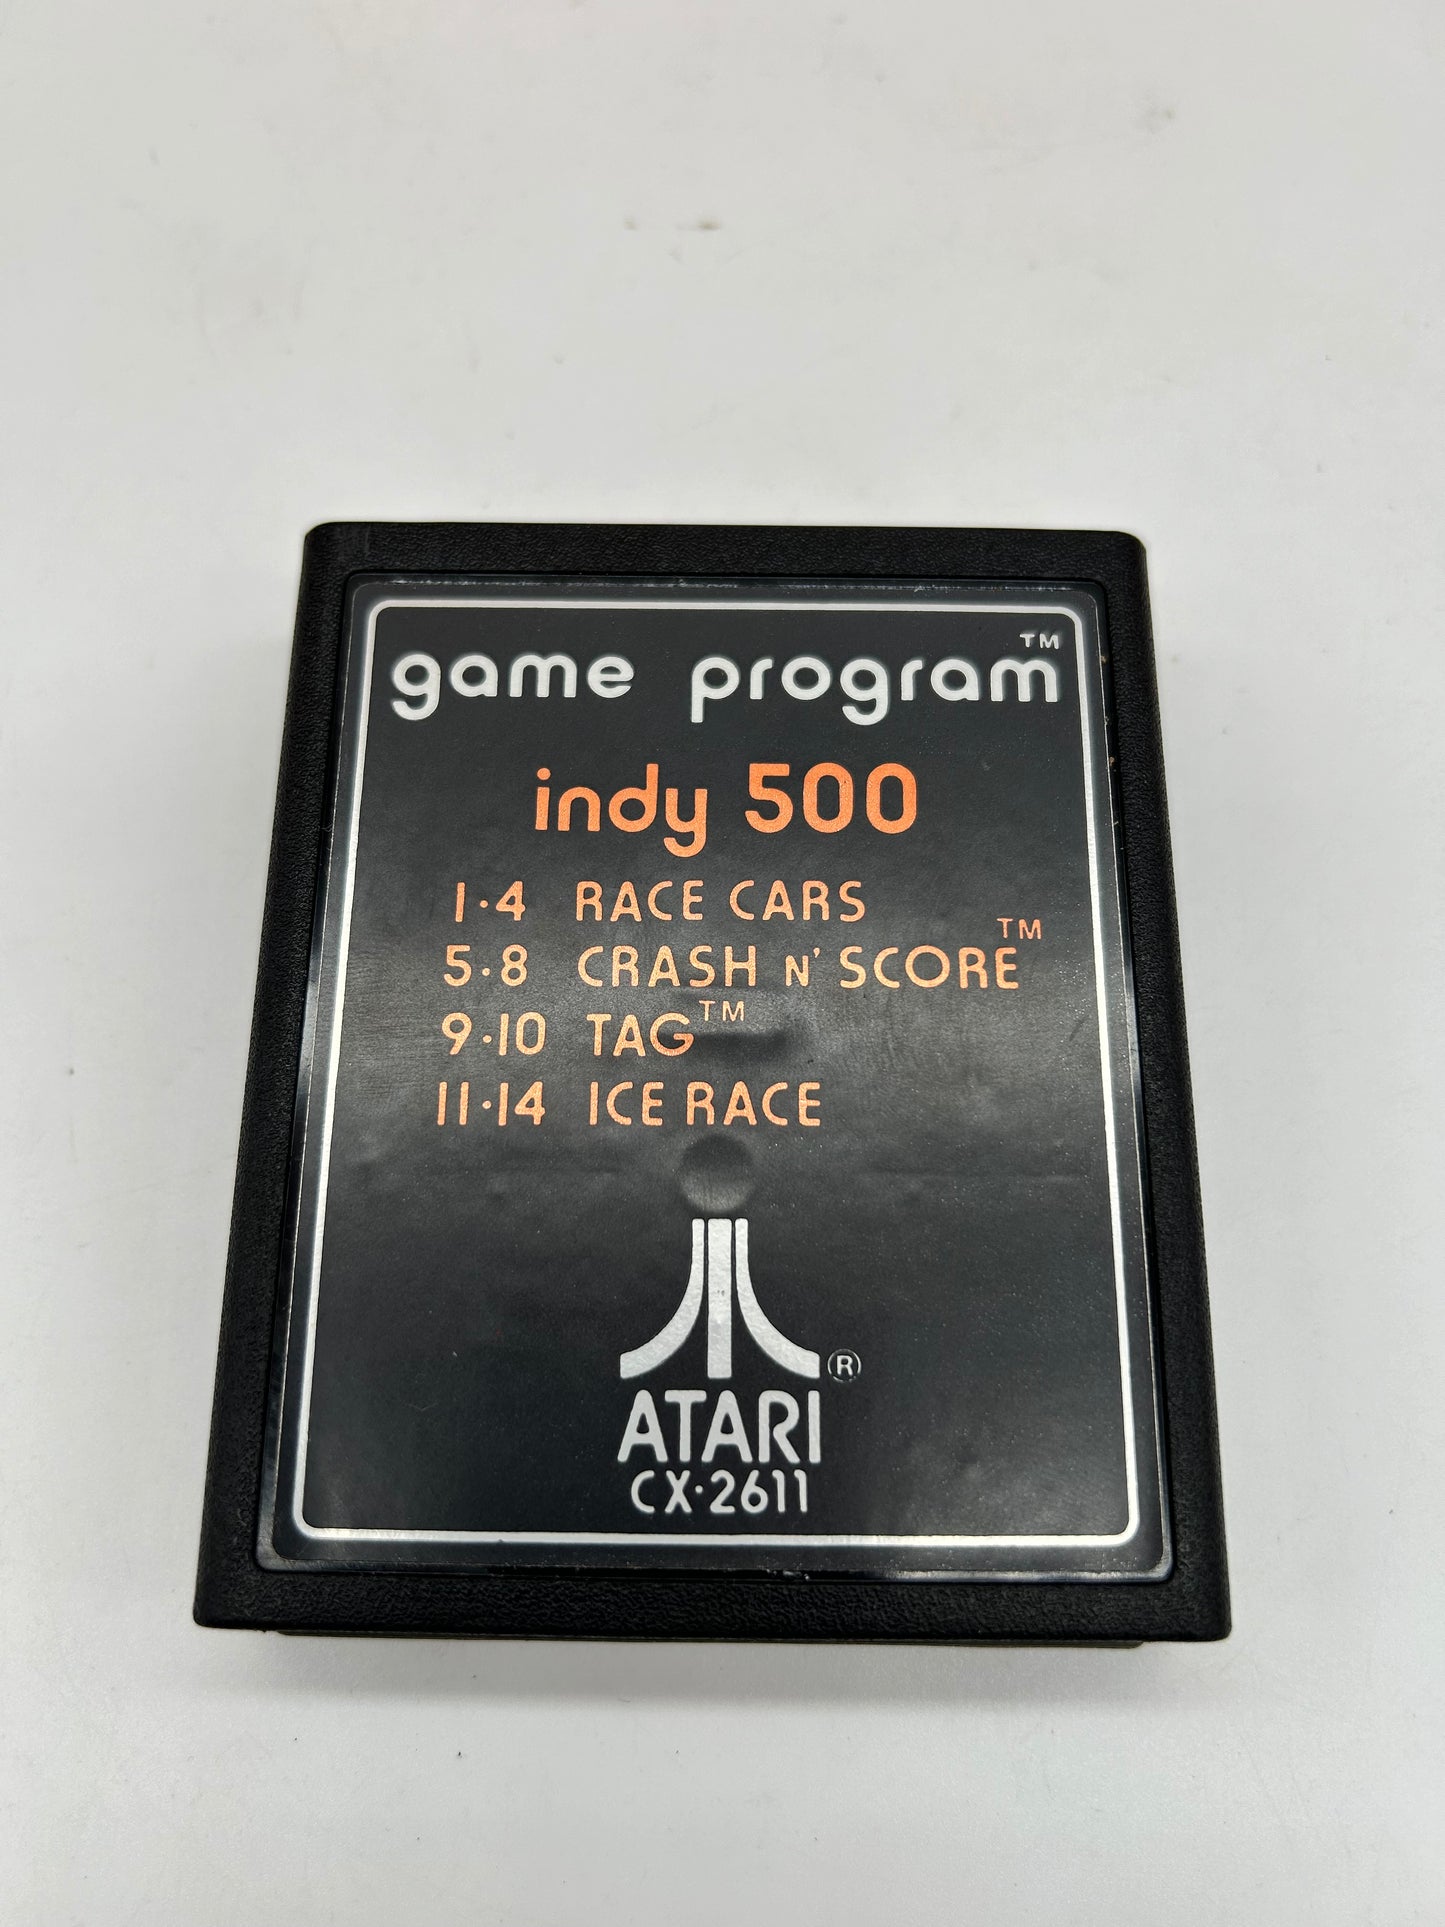 game program™
indy 500
1·4 RACE CARS
5·8 CRASH N' SCORE™
9·10 TAG™
11·14 ICE RACE
®
ATARI
CX·2611